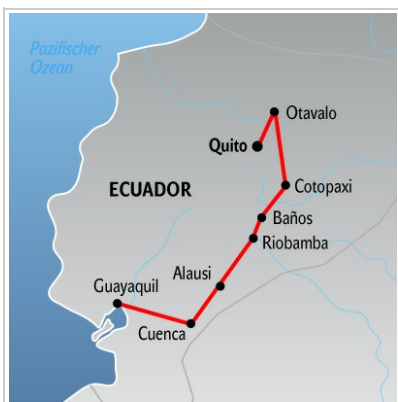 Pazifischer
Ozean
Otavalo
Quito
Cotopaxi
ECUADOR
Baños
Riobamba
Alausi
Guayaquil
Cuenca